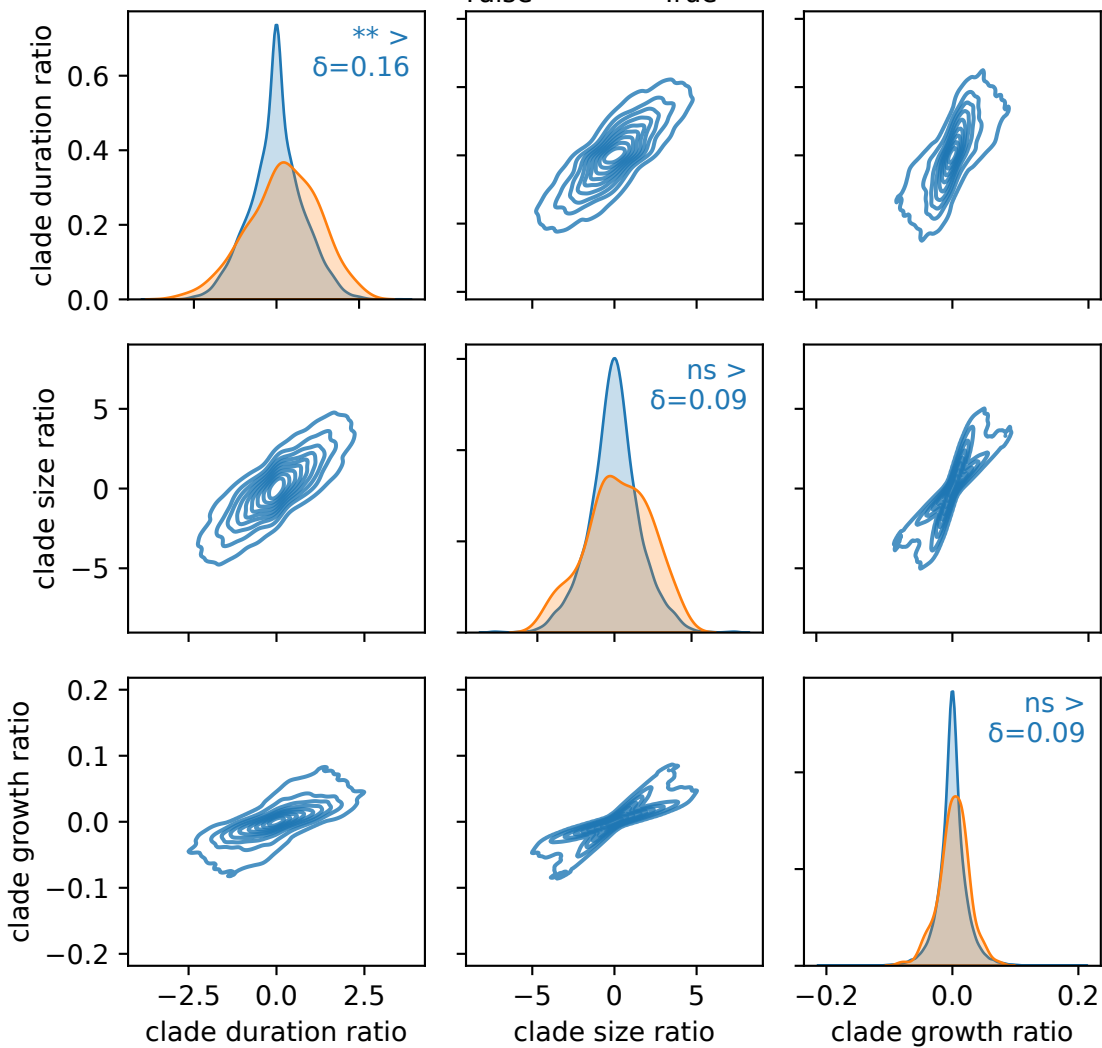 False True
clade duration ratio
0.6
0.4
0.2
0.0
** >
δ=0.16
clade size ratio
5
0
−5
ns >
δ=0.09
clade growth ratio
0.2
0.1
0.0
−0.1
−0.2
ns >
δ=0.09
−2.5 0.0 2.5
−5 0 5
−0.2 0.0 0.2
clade duration ratio
clade size ratio
clade growth ratio